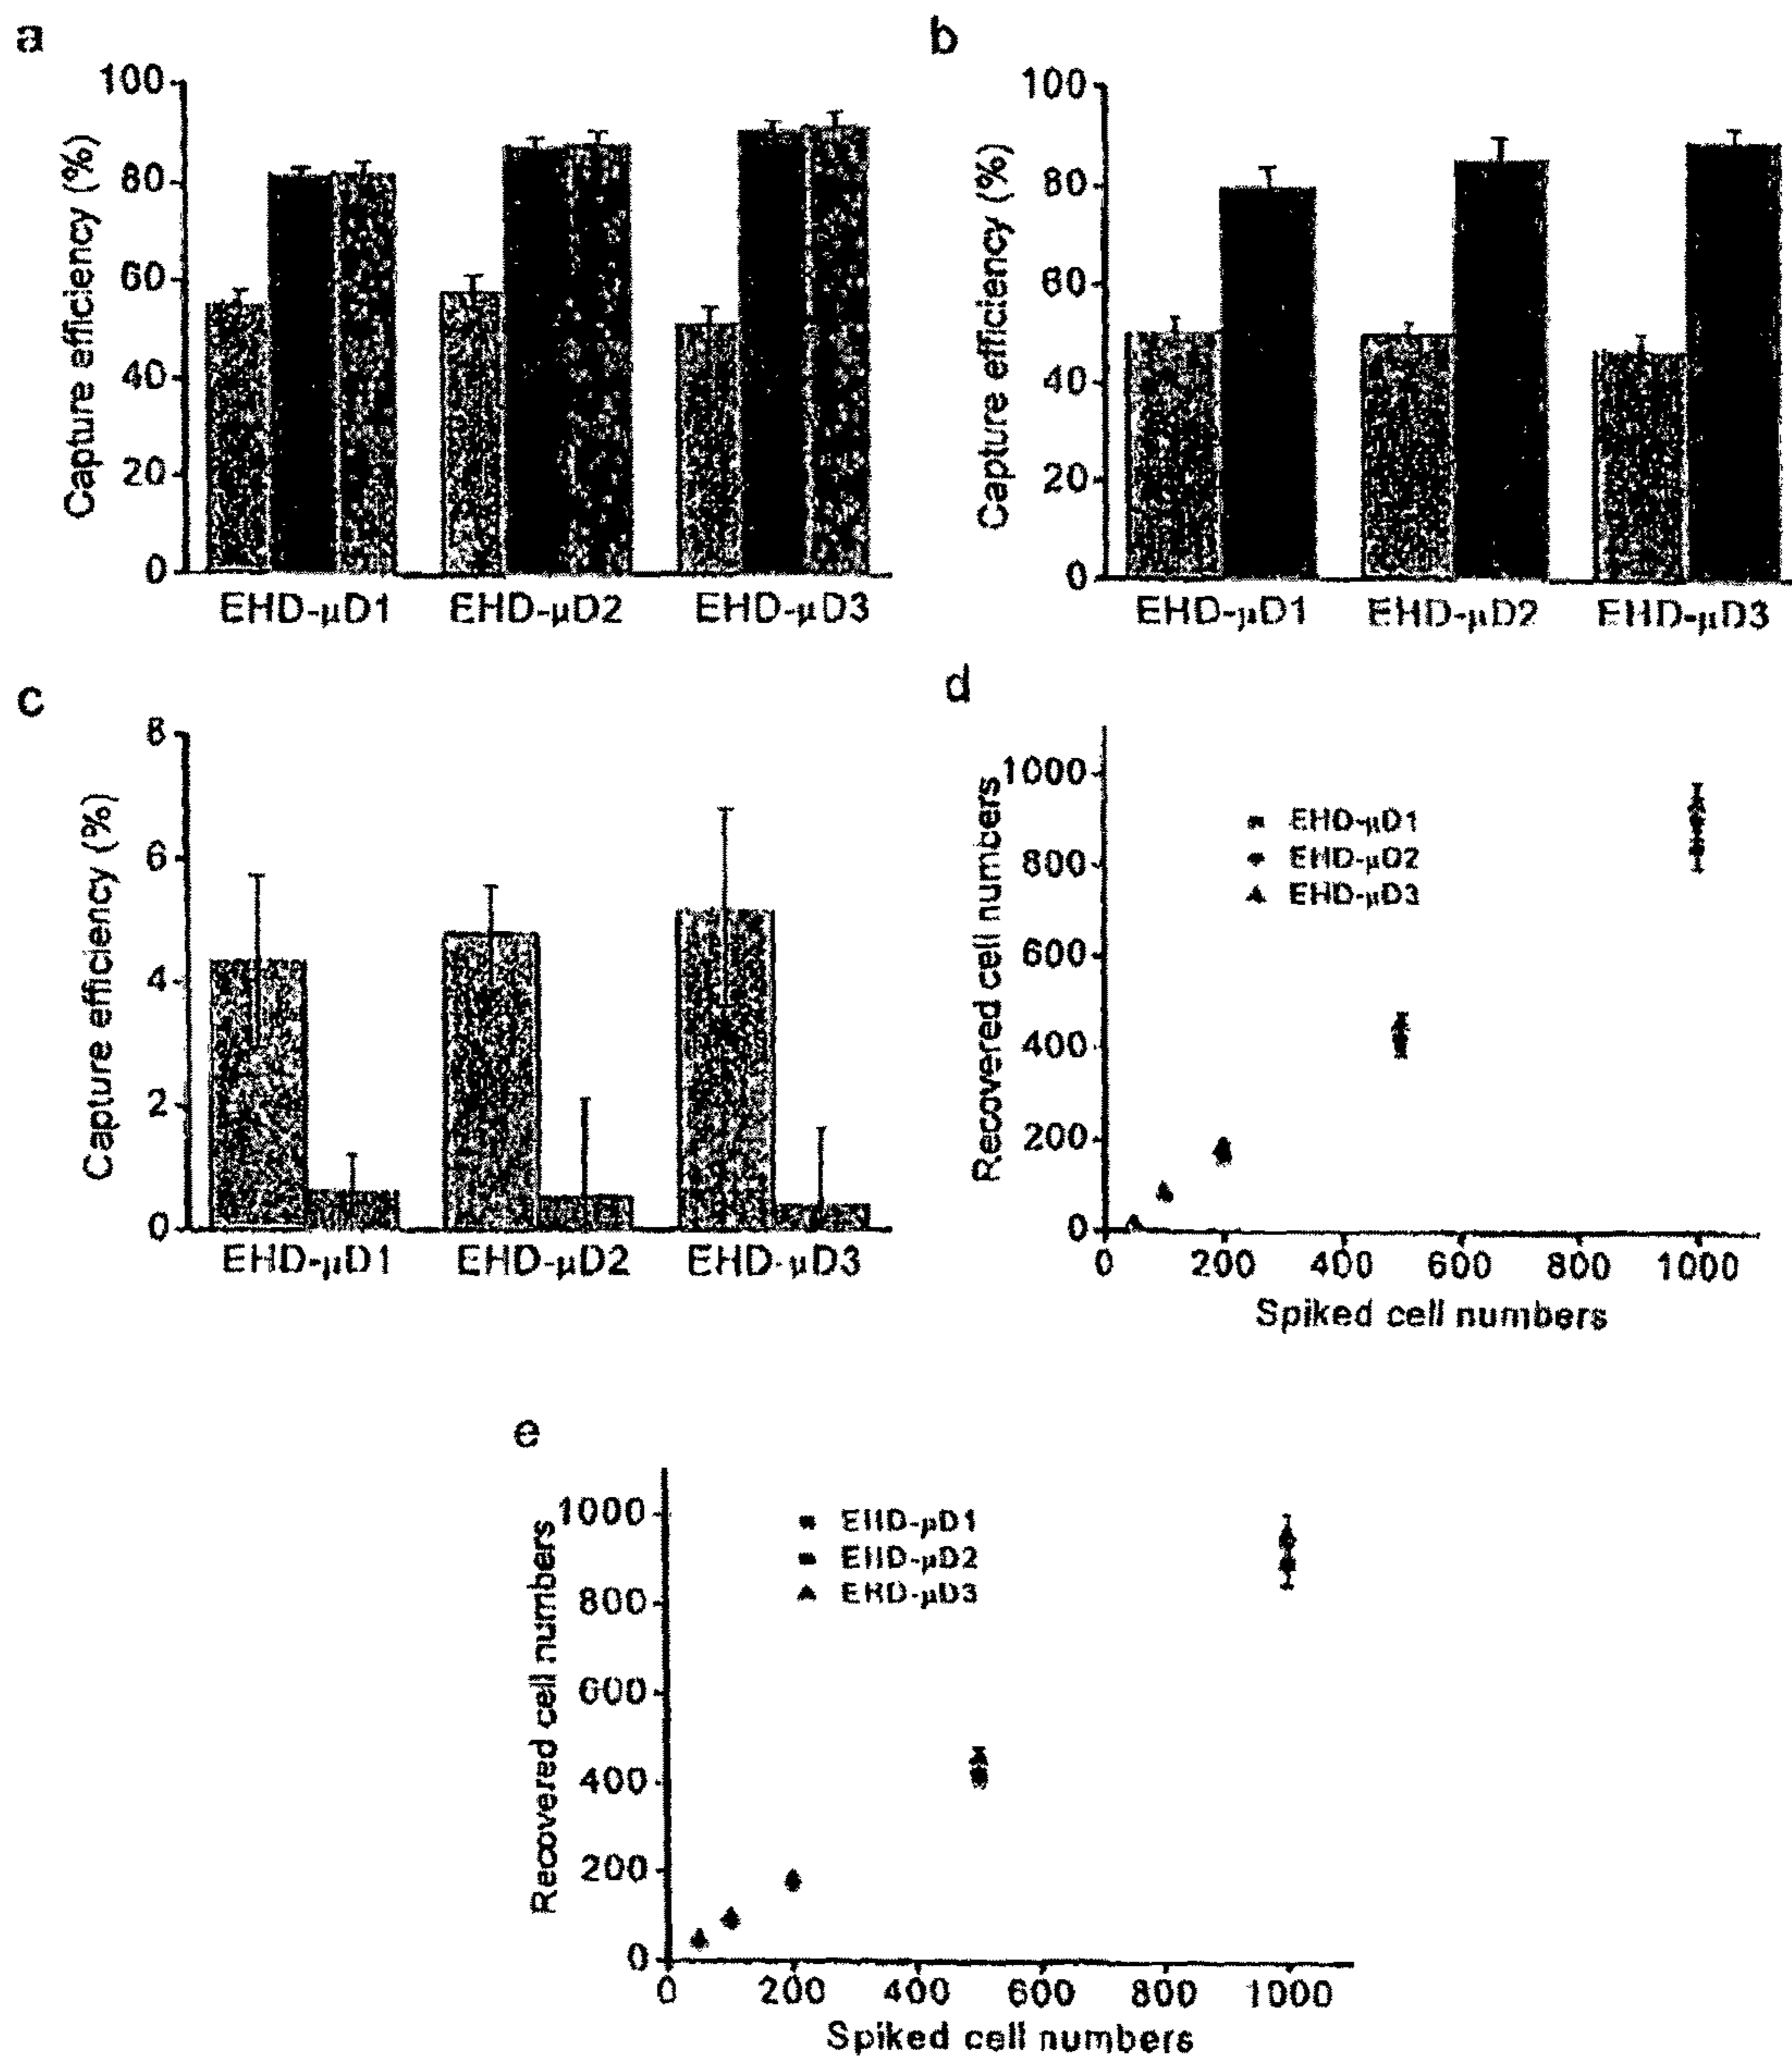 a
100
80
60
40
20
0
Capture efficiency (%)
EHD-µD1 EHD-µD2 EHD-µD3
b
100
80
60
40
20
0
Capture efficiency (%)
EHD-µD1 EHD-µD2 EHD-µD3
c
8
6
4
2
0
Capture efficiency (%)
EHD-µD1 EHD-µD2 EHD-µD3
d
1000
800
600
400
200
0
Recovered cell numbers
EHD-µD1
EHD-µD2
EHD-µD3
0 200 400 600 800 1000
Spiked cell numbers
e
1000
800
600
400
200
0
Recovered cell numbers
EHD-µD1
EHD-µD2
EHD-µD3
0 200 400 600 800 1000
Spiked cell numbers